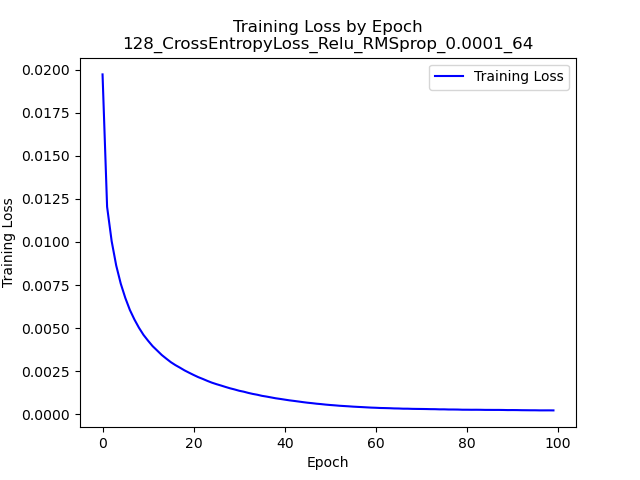 Training Loss by Epoch
128_CrossEntropyLoss_Relu_RMSprop_0.0001_64
Training Loss
0.0200
0.0175
0.0150
0.0125
0.0100
0.0075
0.0050
0.0025
0.0000
Training Loss
0 20 40 60 80 100
Epoch